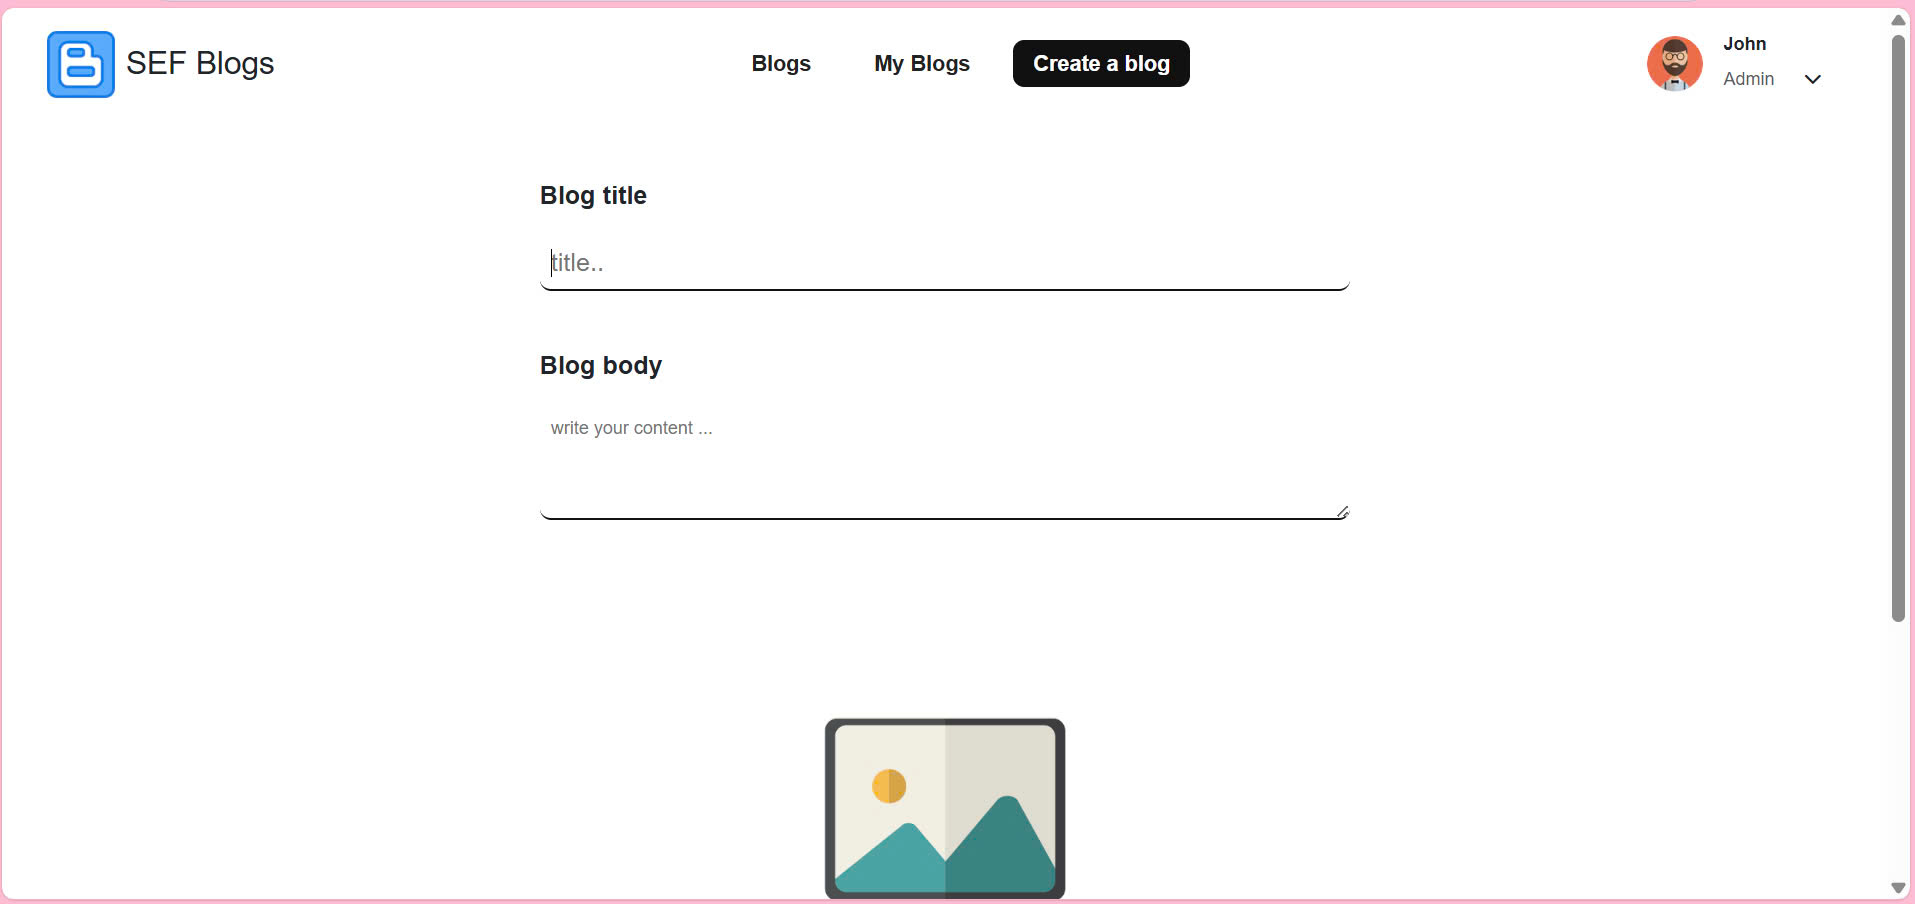 SEF Blogs
Blogs
My Blogs
Create a blog
John
Admin
Blog title
title..
Blog body
write your content ...